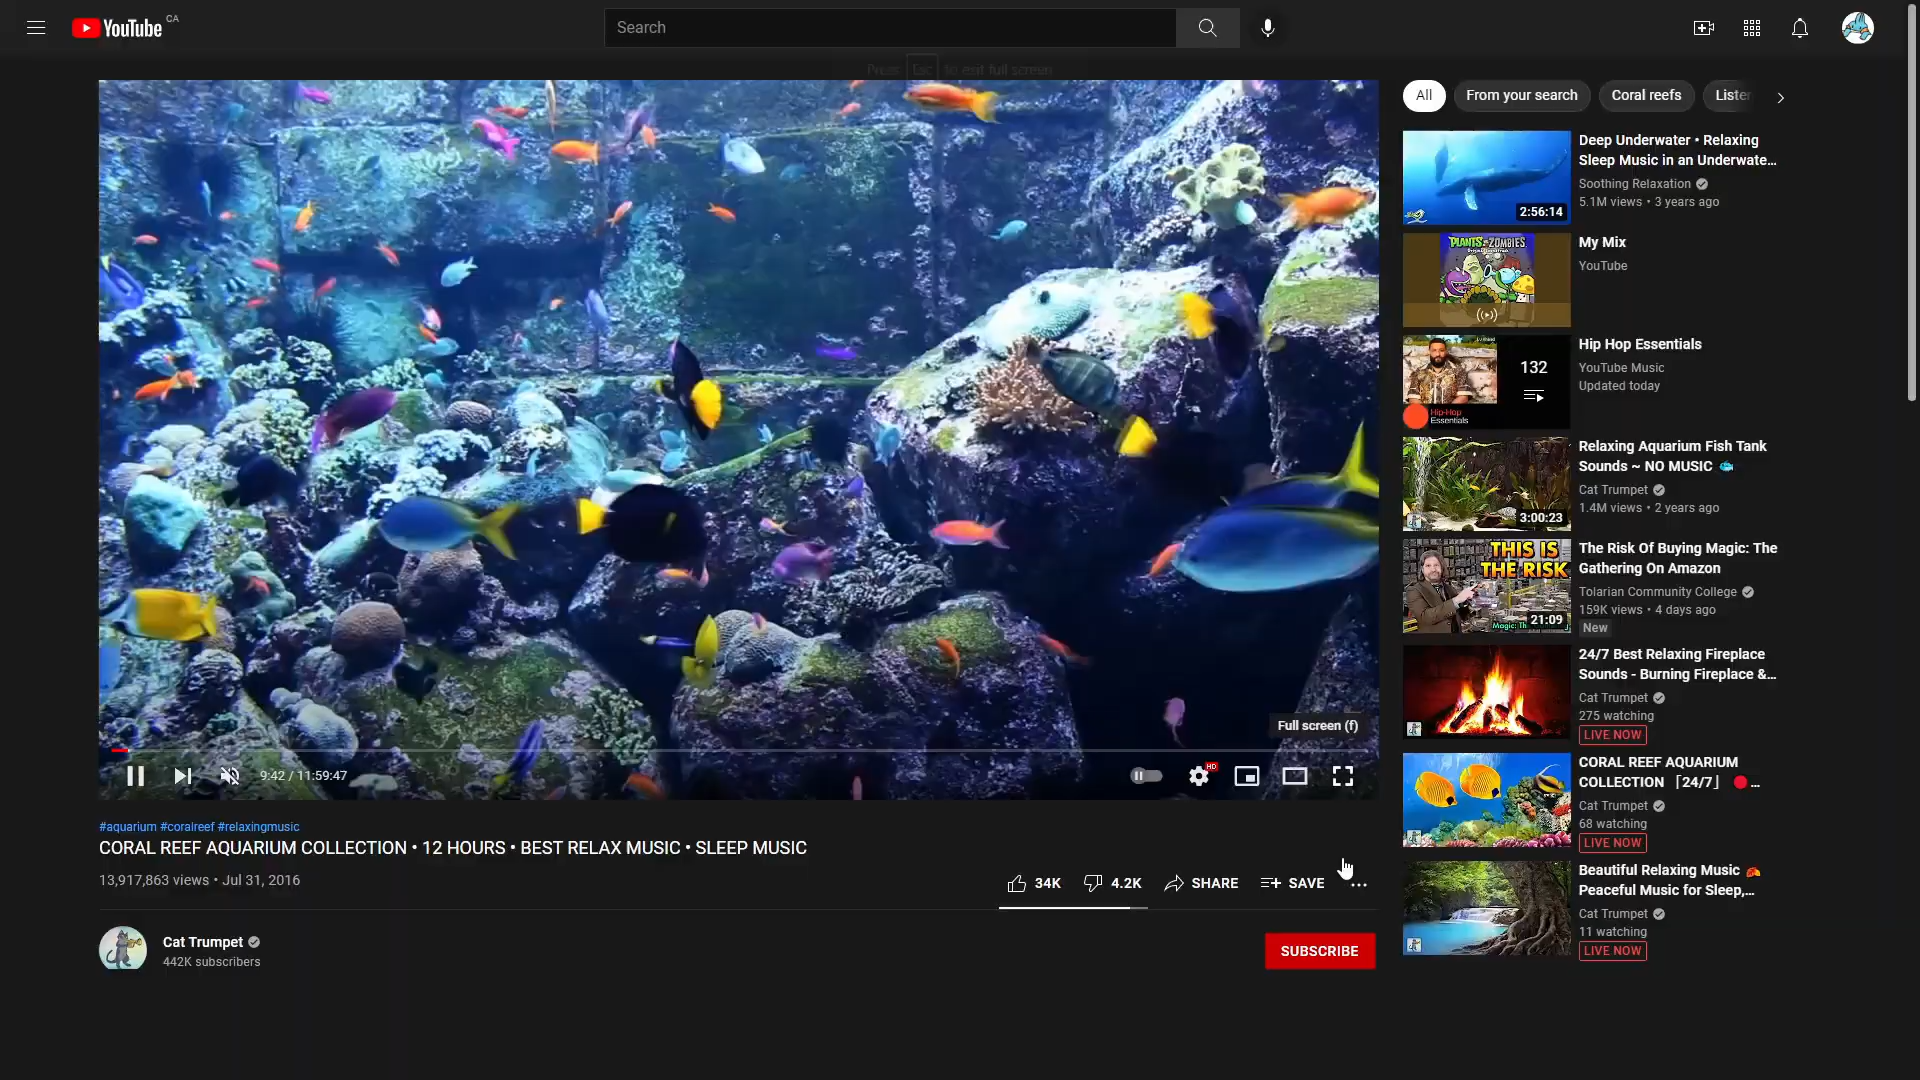 YouTube CA
Search
Press Esc to exit full screen
All
From your search
Coral reefs
Listen
Deep Underwater • Relaxing
Sleep Music in an Underwate...
Soothing Relaxation
5.1M views • 3 years ago
2:56:14
PLANTS vs. ZOMBIES
My Mix
YouTube
Hip-Hop
Essentials
132
Hip Hop Essentials
YouTube Music
Updated today
3:00:23
Relaxing Aquarium Fish Tank
Sounds ~ NO MUSIC 🐟
Cat Trumpet
1.4M views • 2 years ago
THIS IS
THE RISK
21:09
The Risk Of Buying Magic: The
Gathering On Amazon
Tolarian Community College
159K views • 4 days ago
New
24/7 Best Relaxing Fireplace
Sounds - Burning Fireplace &...
Cat Trumpet
275 watching
LIVE NOW
CORAL REEF AQUARIUM
COLLECTION 「24/7」 🔴...
Cat Trumpet
68 watching
LIVE NOW
Beautiful Relaxing Music 🍂
Peaceful Music for Sleep,...
Cat Trumpet
11 watching
LIVE NOW
Full screen (f)
9:42 / 11:59:47
HD
#aquarium #coralreef #relaxingmusic
CORAL REEF AQUARIUM COLLECTION • 12 HOURS • BEST RELAX MUSIC • SLEEP MUSIC
13,917,863 views • Jul 31, 2016
34K
4.2K
SHARE
SAVE
Cat Trumpet
442K subscribers
SUBSCRIBE